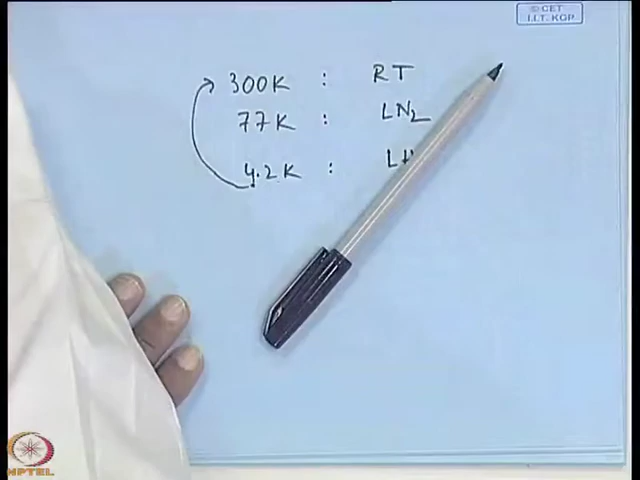 © CET
I.I.T. KGP
300K : RT
77K : LN2
4.2K :
NPTEL